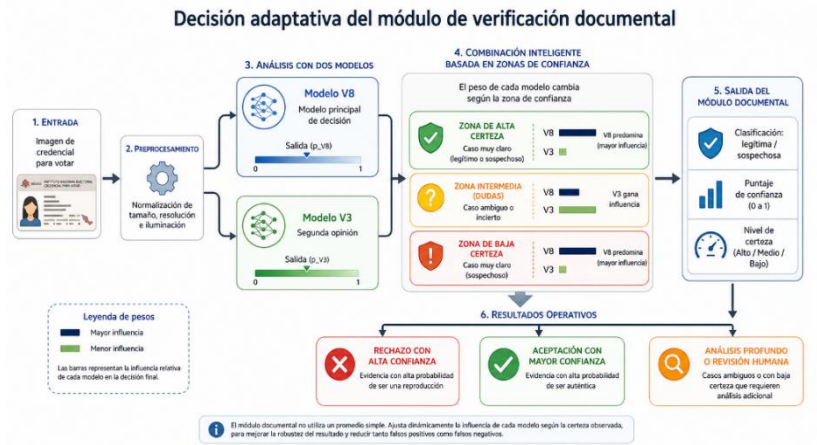 Decisión adaptativa del módulo de verificación documental
1. ENTRADA
Imagen de
credencial
para votar
2. PREPROCESAMIENTO
Normalización de
tamaño, resolución
e iluminación
3. ANÁLISIS CON DOS MODELOS
Modelo V8
Modelo principal
de decisión
Salida (p_V8)
0 1
Modelo V3
Segunda opinión
Salida (p_V3)
0 1
4. COMBINACIÓN INTELIGENTE
BASADA EN ZONAS DE CONFIANZA
El peso de cada modelo cambia
según la zona de confianza
ZONA DE ALTA
CERTEZA
Caso muy claro
(legítimo o sospechoso)
V8
V3
V8 predomina
(mayor influencia)
ZONA INTERMEDIA
(DUDAS)
Caso ambiguo o
incierto
V8
V3
V3 gana
influencia
ZONA DE BAJA
CERTEZA
Caso muy claro
(sospechoso)
V8
V3
V8 predomina
(mayor influencia)
5. SALIDA DEL
MÓDULO DOCUMENTAL
Clasificación:
legítima /
sospechosa
Puntaje
de confianza
(0 a 1)
Nivel de
certeza
(Alto / Medio /
Bajo)
Leyenda de pesos
Mayor influencia
Menor influencia
Las barras representan la influencia relativa
de cada modelo en la decisión final.
6. RESULTADOS OPERATIVOS
RECHAZO CON
ALTA CONFIANZA
Evidencia con alta probabilidad
de ser una reproducción
ACEPTACIÓN CON
MAYOR CONFIANZA
Evidencia con alta probabilidad
de ser auténtica
ANÁLISIS PROFUNDO
O REVISIÓN HUMANA
Casos ambiguos o con baja
certeza que requieren
análisis adicional
El módulo documental no utiliza un promedio simple. Ajusta dinámicamente la influencia de cada modelo según la certeza observada,
para mejorar la robustez del resultado y reducir tanto falsos positivos como falsos negativos.